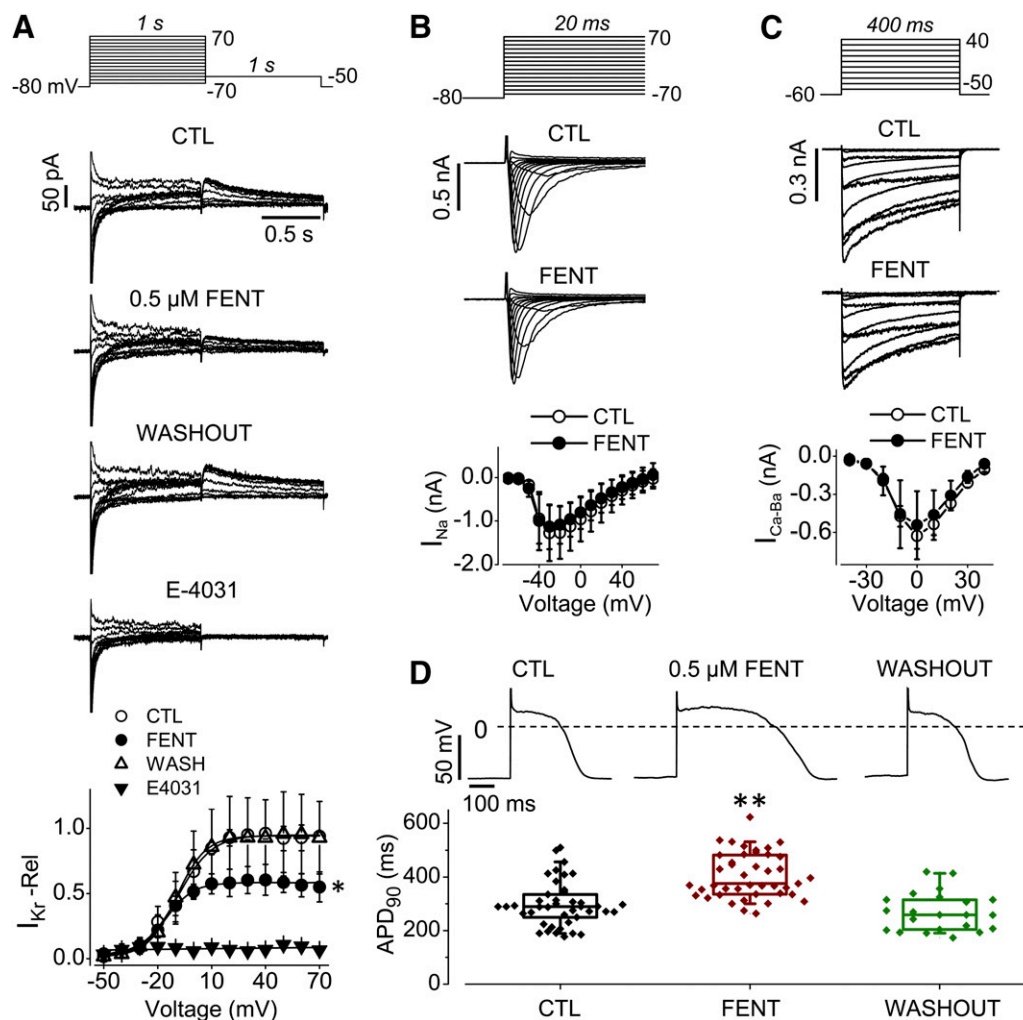 A
1 s
70
1 s
-50
-80 mV
-70
CTL
50 pA
0.5 s
0.5 µM FENT
WASHOUT
E-4031
CTL
FENT
WASH
E4031
1.0
0.5
0.0
I_Kr -Rel
*
-50 -20 10 40 70
Voltage (mV)
B
20 ms
70
-80
-70
CTL
0.5 nA
FENT
CTL
FENT
0.0
-1.0
-2.0
I_Na (nA)
-40 0 40
Voltage (mV)
C
400 ms
40
-50
-60
CTL
0.3 nA
FENT
CTL
FENT
0.0
-0.3
-0.6
I_Ca-Ba (nA)
-30 0 30
Voltage (mV)
D
CTL 0.5 µM FENT WASHOUT
0
50 mV
100 ms
**
600
400
200
0
APD90 (ms)
CTL FENT WASHOUT